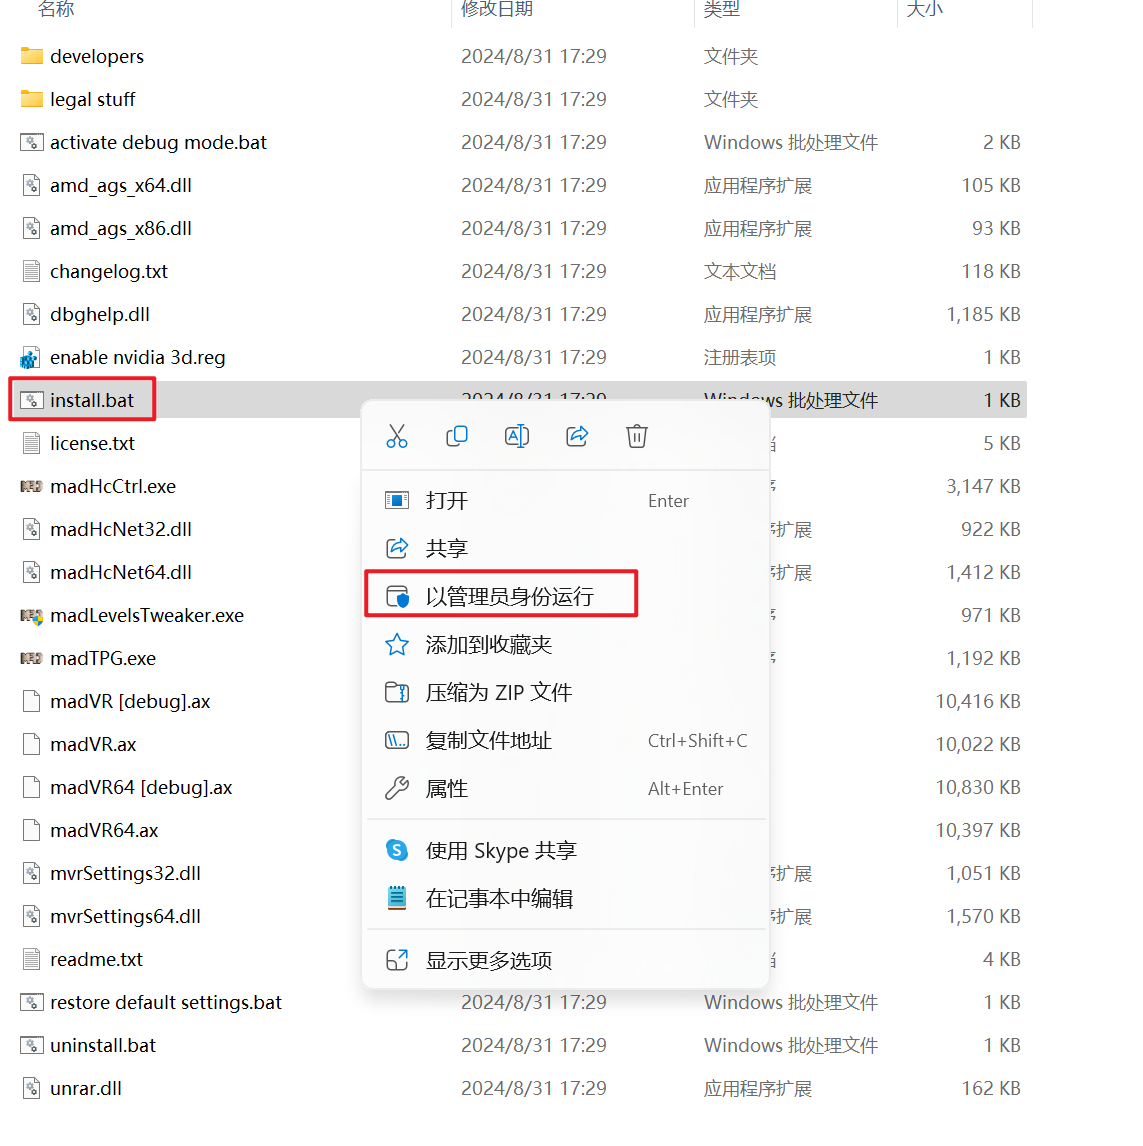 名称 修改日期 类型 大小
developers 2024/8/31 17:29 文件夹
legal stuff 2024/8/31 17:29 文件夹
activate debug mode.bat 2024/8/31 17:29 Windows 批处理文件 2 KB
amd_ags_x64.dll 2024/8/31 17:29 应用程序扩展 105 KB
amd_ags_x86.dll 2024/8/31 17:29 应用程序扩展 93 KB
changelog.txt 2024/8/31 17:29 文本文档 118 KB
dbghelp.dll 2024/8/31 17:29 应用程序扩展 1,185 KB
enable nvidia 3d.reg 2024/8/31 17:29 注册表项 1 KB
install.bat 2024/8/31 17:29 Windows 批处理文件 1 KB
license.txt 5 KB
madHcCtrl.exe 3,147 KB
打开 Enter
madHcNet32.dll 扩展 922 KB
共享
madHcNet64.dll 扩展 1,412 KB
以管理员身份运行
madLevelsTweaker.exe 971 KB
添加到收藏夹
madTPG.exe 1,192 KB
压缩为 ZIP 文件
madVR [debug].ax 10,416 KB
madVR.ax 10,022 KB
复制文件地址 Ctrl+Shift+C
madVR64 [debug].ax 10,830 KB
属性 Alt+Enter
madVR64.ax 10,397 KB
使用 Skype 共享
mvrSettings32.dll 扩展 1,051 KB
在记事本中编辑
mvrSettings64.dll 扩展 1,570 KB
readme.txt 4 KB
显示更多选项
restore default settings.bat 2024/8/31 17:29 Windows 批处理文件 1 KB
uninstall.bat 2024/8/31 17:29 Windows 批处理文件 1 KB
unrar.dll 2024/8/31 17:29 应用程序扩展 162 KB